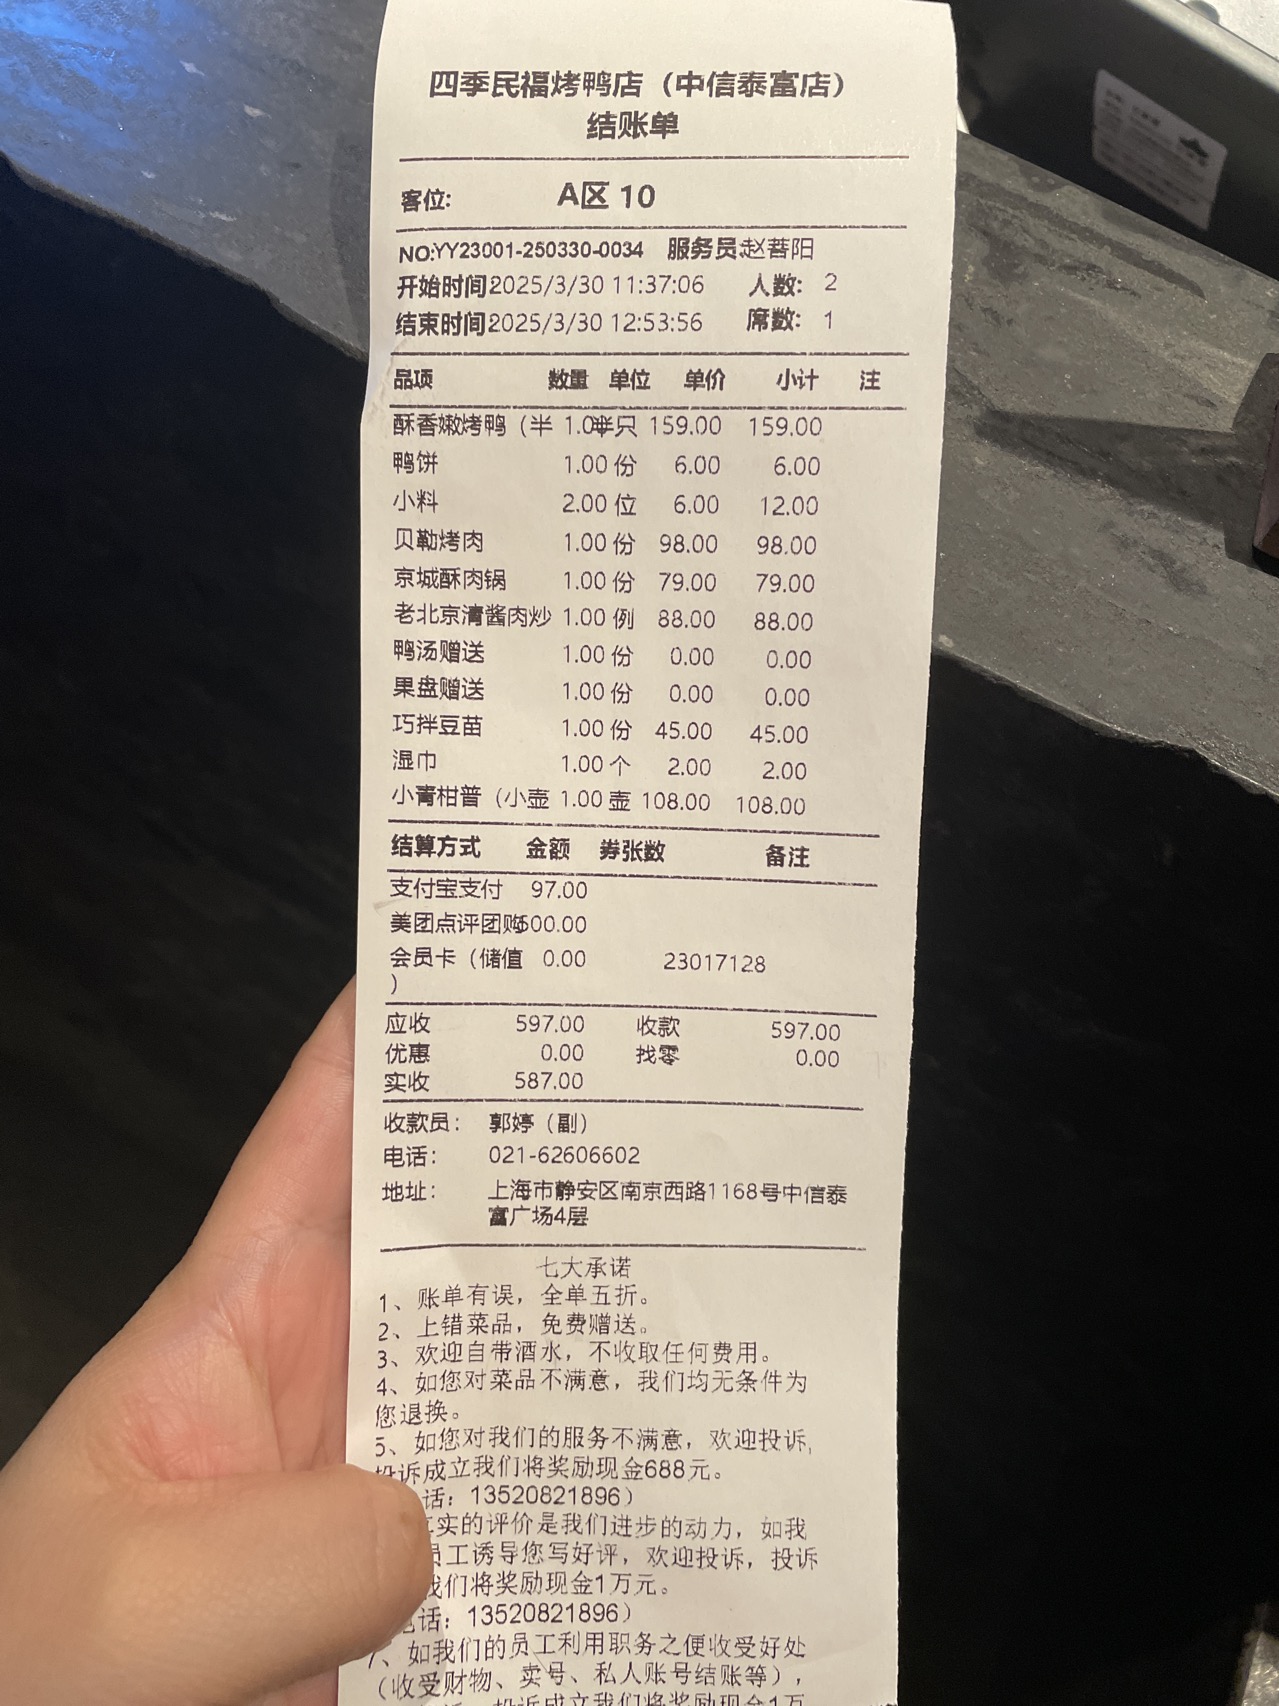 四季民福烤鸭店（中信泰富店）
结账单
客位: A区 10
NO:YY23001-250330-0034 服务员:赵萫阳
开始时间2025/3/30 11:37:06 人数: 2
结束时间2025/3/30 12:53:56 席数: 1
品项 数量 单位 单价 小计 注
酥香嫩烤鸭（半 1.00半只 159.00 159.00
鸭饼 1.00 份 6.00 6.00
小料 2.00 位 6.00 12.00
贝勒烤肉 1.00 份 98.00 98.00
京城酥肉锅 1.00 份 79.00 79.00
老北京清酱肉炒 1.00 例 88.00 88.00
鸭汤赠送 1.00 份 0.00 0.00
果盘赠送 1.00 份 0.00 0.00
巧拌豆苗 1.00 份 45.00 45.00
湿巾 1.00 个 2.00 2.00
小青柑普（小壶 1.00 壶 108.00 108.00
结算方式 金额 券张数 备注
支付宝支付 97.00
美团点评团购500.00
会员卡（储值 0.00 23017128
）
应收 597.00 收款 597.00
优惠 0.00 找零 0.00
实收 587.00
收款员: 郭婷（副）
电话: 021-62606602
地址: 上海市静安区南京西路1168号中信泰
富广场4层
七大承诺
1、账单有误，全单五折。
2、上错菜品，免费赠送。
3、欢迎自带酒水，不收取任何费用。
4、如您对菜品不满意，我们均无条件为
您退换。
5、如您对我们的服务不满意，欢迎投诉,
投诉成立我们将奖励现金688元。
话：13520821896）
实的评价是我们进步的动力，如我
员工诱导您写好评，欢迎投诉，投诉
我们将奖励现金1万元。
话：13520821896）
7、如我们的员工利用职务之便收受好处
（收受财物、卖号、私人账号结账等），
投诉成立我们将奖励现金1万